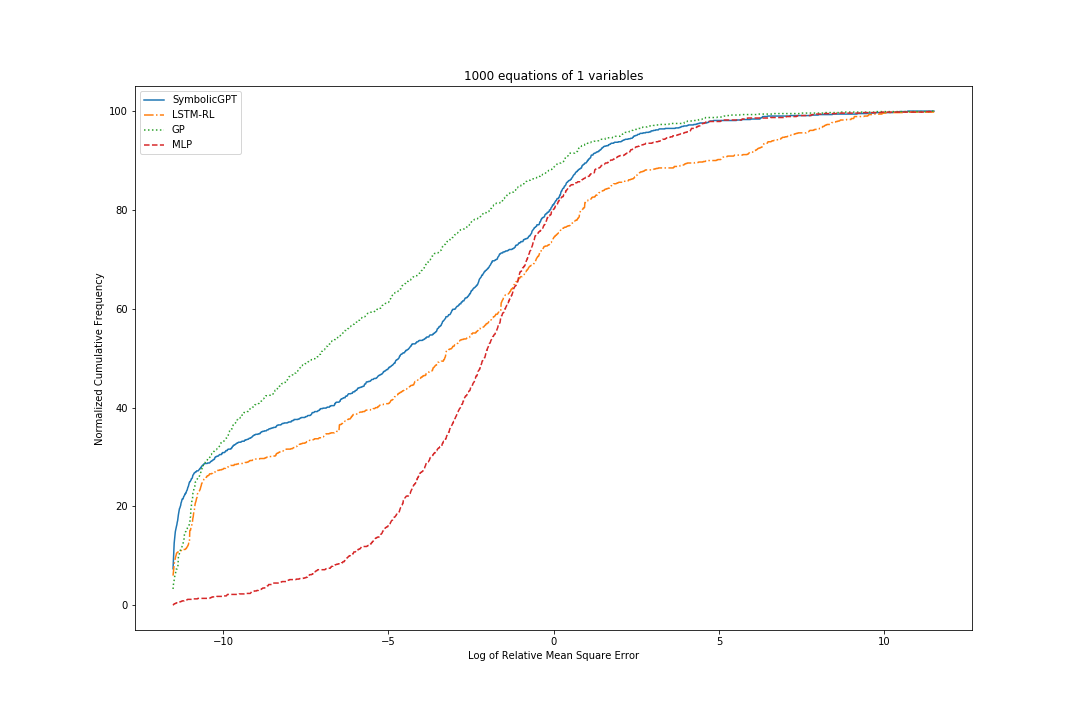 1000 equations of 1 variables
SymbolicGPT
LSTM-RL
GP
MLP
Normalized Cumulative Frequency
100
80
60
40
20
0
−10
−5
0
5
10
Log of Relative Mean Square Error